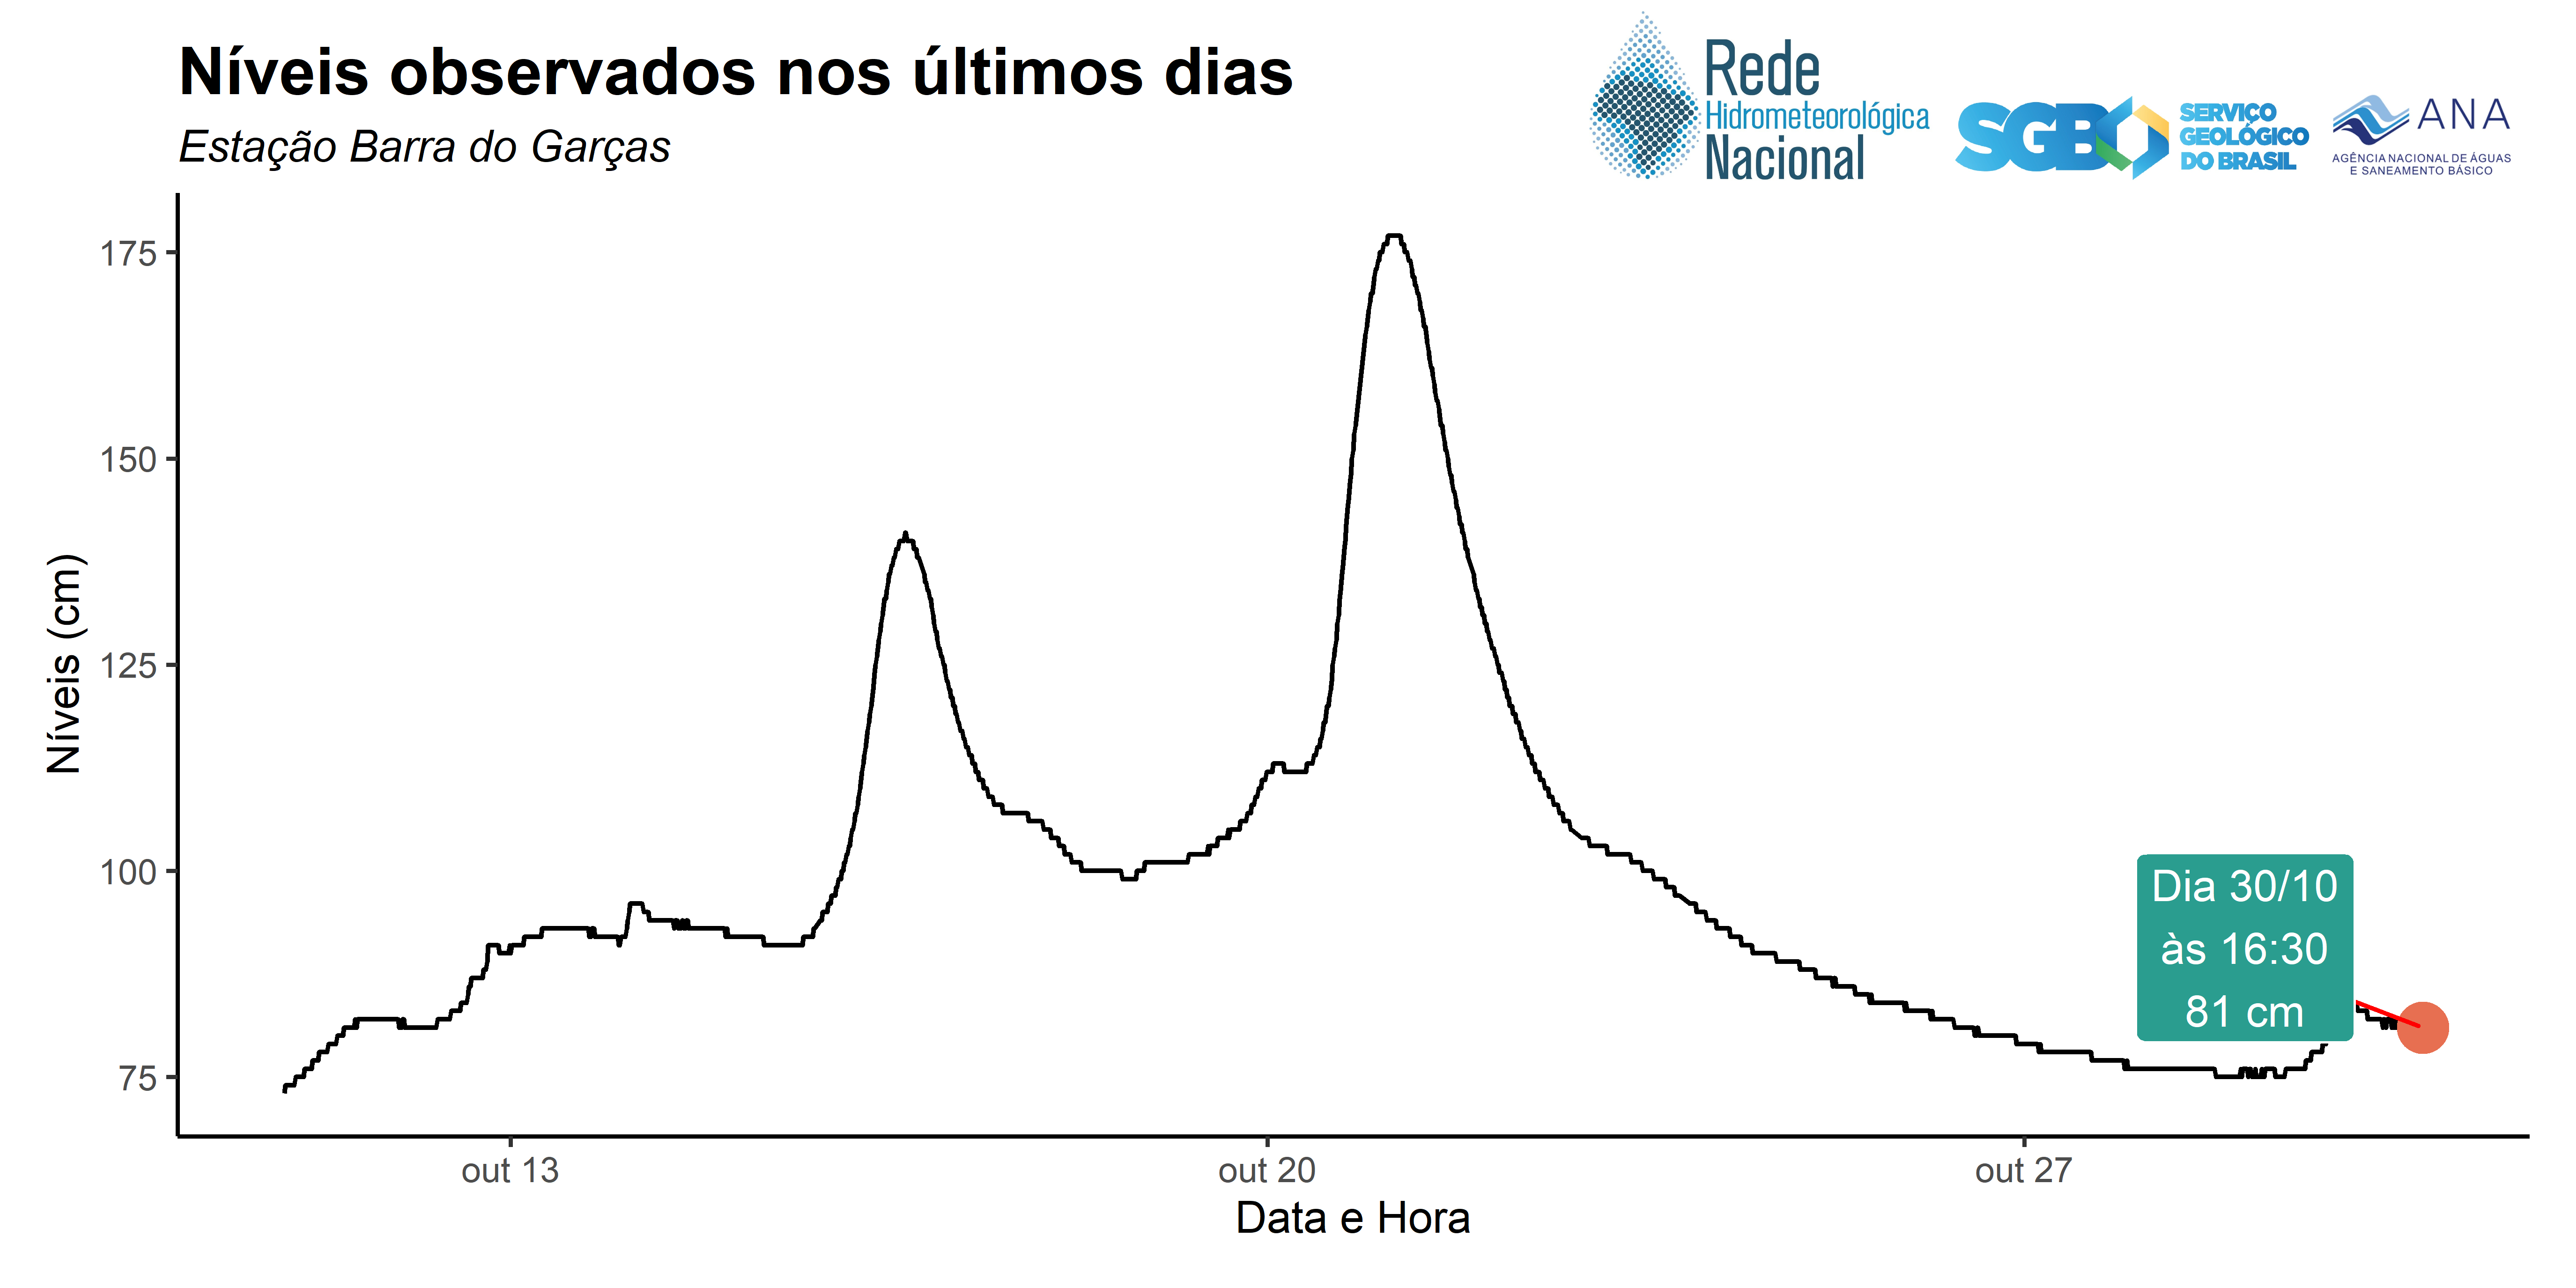 Níveis observados nos últimos dias
Estação Barra do Garças
Rede
Hidrometeorológica
Nacional
SGB
SERVIÇO
GEOLÓGICO
DO BRASIL
ANA
AGÊNCIA NACIONAL DE ÁGUAS
E SANEAMENTO BÁSICO
Níveis (cm)
175
150
125
100
75
Dia 30/10
às 16:30
81 cm
out 13
out 20
out 27
Data e Hora